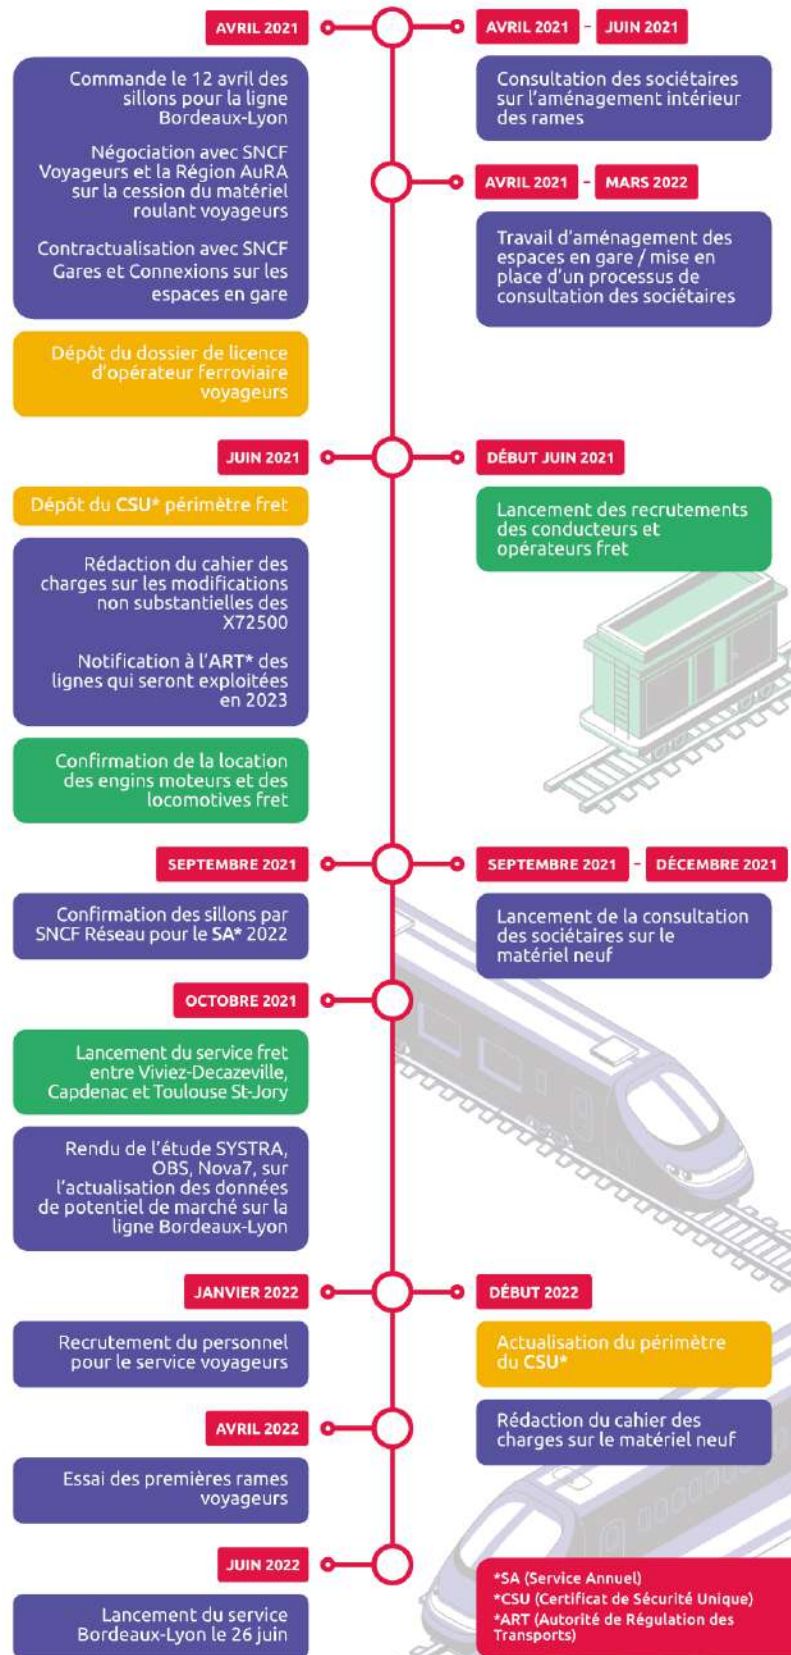 AVRIL 2021
Commande le 12 avril des
sillons pour la ligne
Bordeaux-Lyon
Négociation avec SNCF
Voyageurs et la Région AuRA
sur la cession du matériel
roulant voyageurs
Contractualisation avec SNCF
Gares et Connexions sur les
espaces en gare
Dépôt du dossier de licence
d'opérateur ferroviaire
voyageurs
AVRIL 2021 - JUIN 2021
Consultation des sociétaires
sur l'aménagement intérieur
des rames
AVRIL 2021 - MARS 2022
Travail d'aménagement des
espaces en gare / mise en
place d'un processus de
consultation des sociétaires
JUIN 2021
Dépôt du CSU* périmètre fret
Rédaction du cahier des
charges sur les modifications
non substantielles des
X72500
Notification à l'ART* des
lignes qui seront exploitées
en 2023
Confirmation de la location
des engins moteurs et des
locomotives fret
DÉBUT JUIN 2021
Lancement des recrutements
des conducteurs et
opérateurs fret
SEPTEMBRE 2021
Confirmation des sillons par
SNCF Réseau pour le SA* 2022
SEPTEMBRE 2021 - DÉCEMBRE 2021
Lancement de la consultation
des sociétaires sur le
matériel neuf
OCTOBRE 2021
Lancement du service fret
entre Viviez-Decazeville,
Capdenac et Toulouse St-Jory
Rendu de l'étude SYSTRA,
OBS, Nova7, sur
l'actualisation des données
de potentiel de marché sur la
ligne Bordeaux-Lyon
JANVIER 2022
Recrutement du personnel
pour le service voyageurs
DÉBUT 2022
Actualisation du périmètre
du CSU*
Rédaction du cahier des
charges sur le matériel neuf
AVRIL 2022
Essai des premières rames
voyageurs
JUIN 2022
Lancement du service
Bordeaux-Lyon le 26 juin
*SA (Service Annuel)
*CSU (Certificat de Sécurité Unique)
*ART (Autorité de Régulation des
Transports)